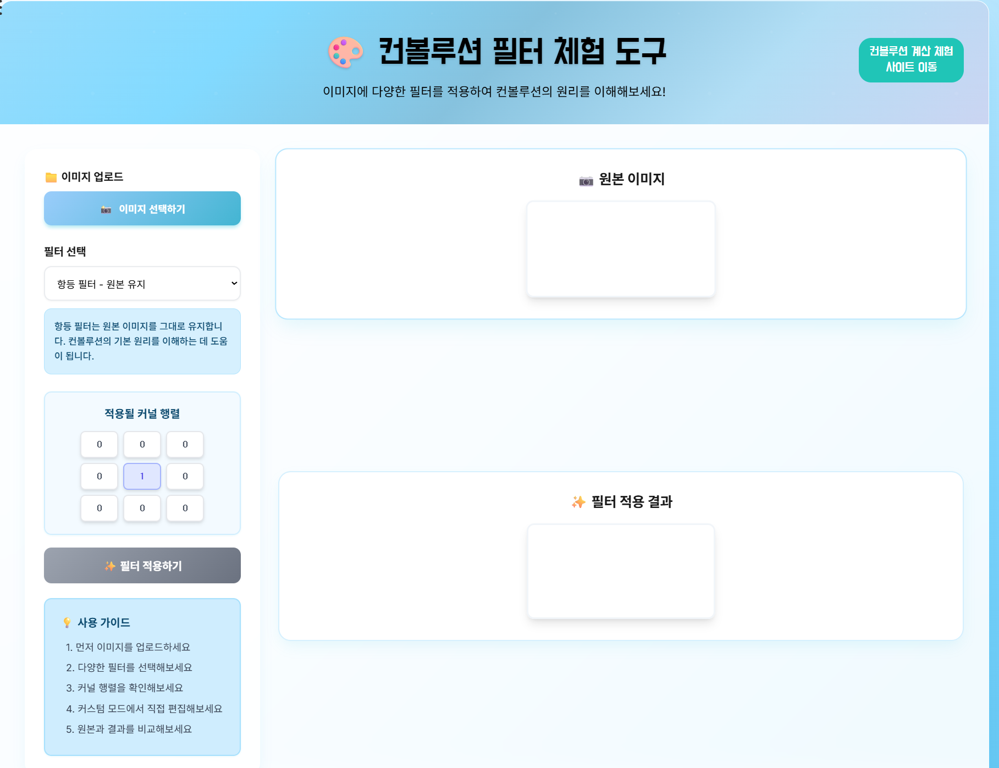 컨볼루션 필터 체험 도구
이미지에 다양한 필터를 적용하여 컨볼루션의 원리를 이해해보세요!
컨볼루션 계산 체험
사이트 이동
이미지 업로드
이미지 선택하기
필터 선택
항등 필터 - 원본 유지
항등 필터는 원본 이미지를 그대로 유지합니
다. 컨볼루션의 기본 원리를 이해하는 데 도움
이 됩니다.
적용될 커널 행렬
0 0 0
0 1 0
0 0 0
필터 적용하기
사용 가이드
1. 먼저 이미지를 업로드하세요
2. 다양한 필터를 선택해보세요
3. 커널 행렬을 확인해보세요
4. 커스텀 모드에서 직접 편집해보세요
5. 원본과 결과를 비교해보세요
원본 이미지
필터 적용 결과